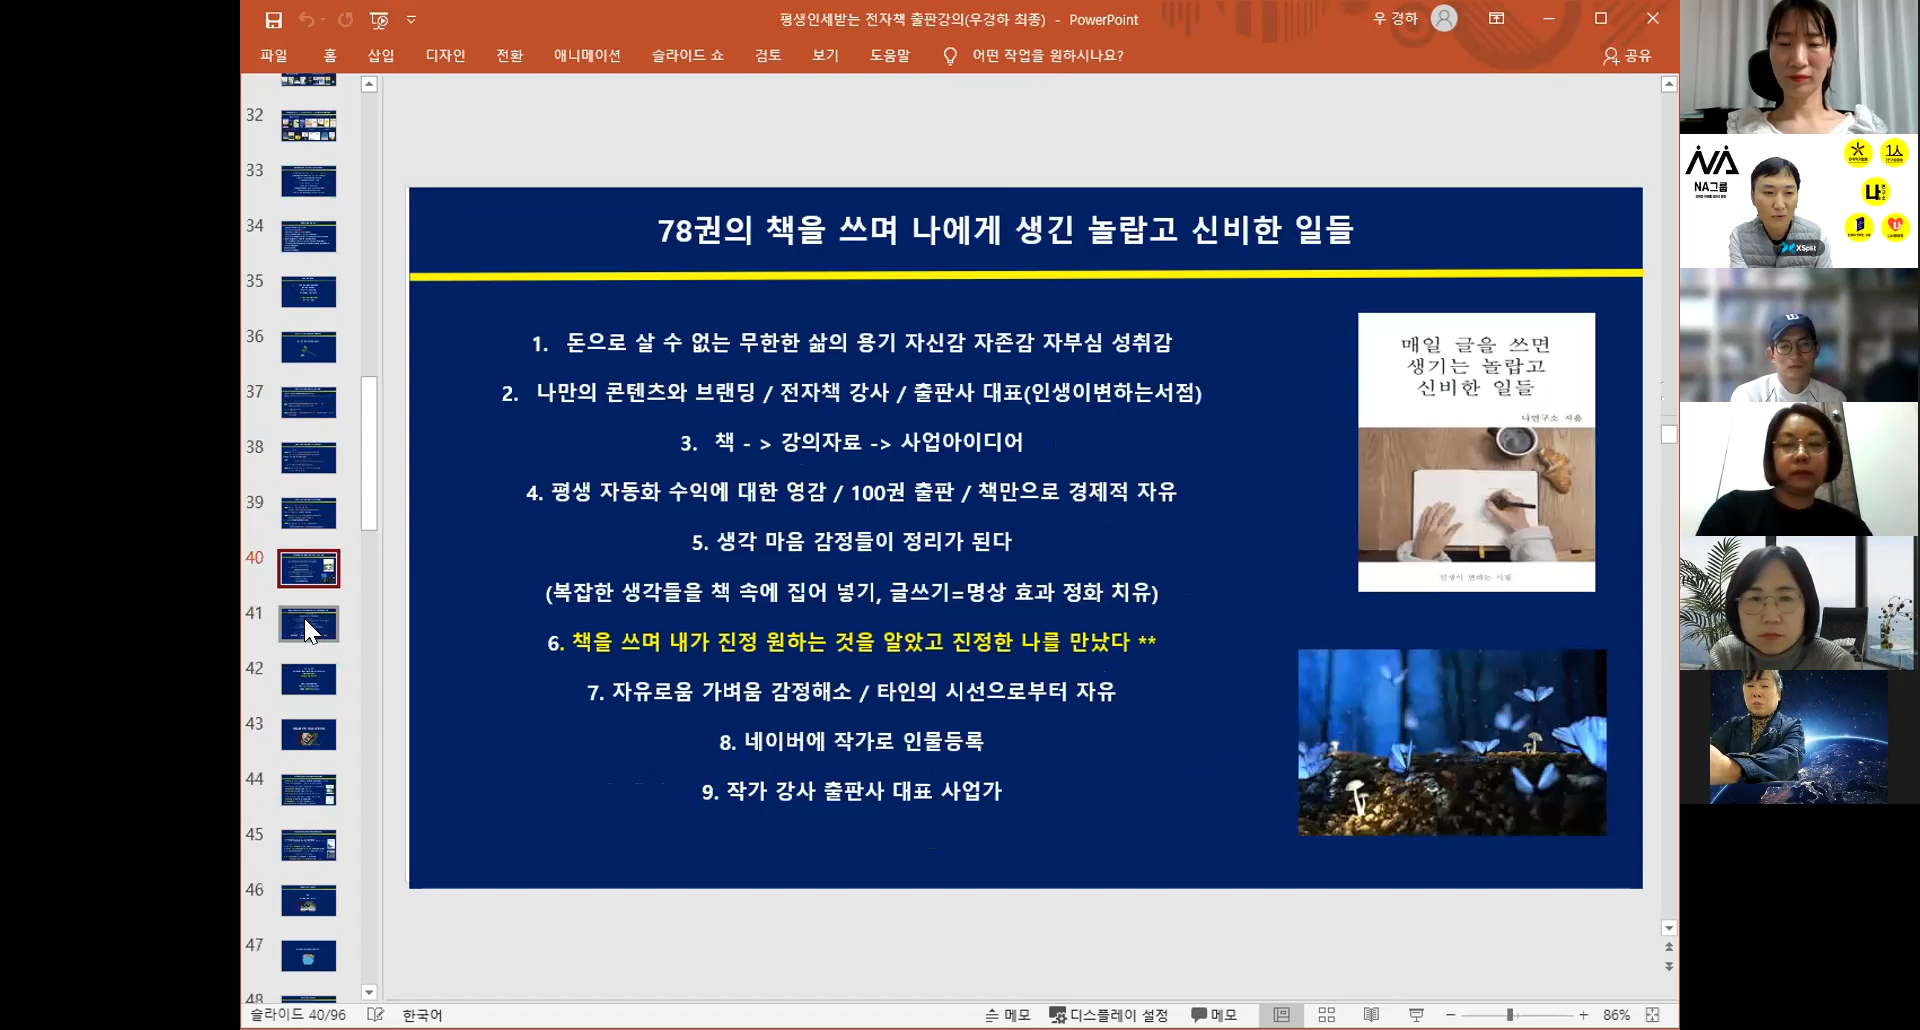 평생인세받는 전자책 출판강의(우경하 최종) - PowerPoint
우 경하
파일 홈 삽입 디자인 전환 애니메이션 슬라이드 쇼 검토 보기 도움말 어떤 작업을 원하시나요? 공유
32
33
34
35
36
37
38
39
40
41
42
43
44
45
46
47
48
78권의 책을 쓰며 나에게 생긴 놀랍고 신비한 일들
1. 돈으로 살 수 없는 무한한 삶의 용기 자신감 자존감 자부심 성취감
2. 나만의 콘텐츠와 브랜딩 / 전자책 강사 / 출판사 대표(인생이변하는서점)
3. 책 - > 강의자료 -> 사업아이디어
4. 평생 자동화 수익에 대한 영감 / 100권 출판 / 책만으로 경제적 자유
5. 생각 마음 감정들이 정리가 된다
(복잡한 생각들을 책 속에 집어 넣기, 글쓰기=명상 효과 정화 치유)
6. 책을 쓰며 내가 진정 원하는 것을 알았고 진정한 나를 만났다 **
7. 자유로움 가벼움 감정해소 / 타인의 시선으로부터 자유
8. 네이버에 작가로 인물등록
9. 작가 강사 출판사 대표 사업가
매일 글을 쓰면
생기는 놀랍고
신비한 일들
나연구소 지음
인생이 변하는 서점
슬라이드 40/96 한국어 메모 디스플레이 설정 메모 86%
NA그룹
1人
나
XSplit